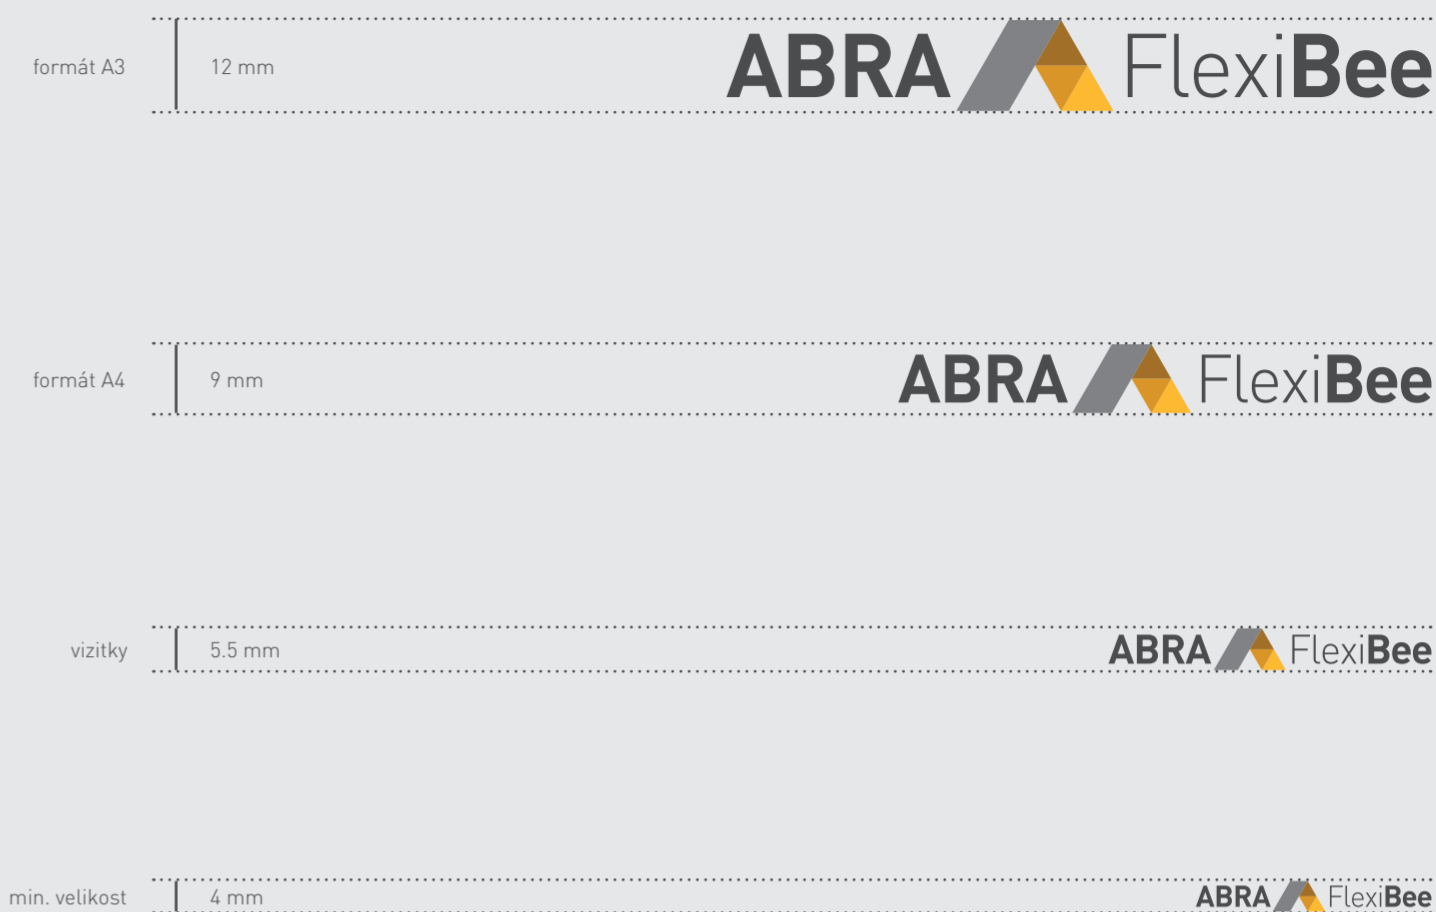 formát A3 12 mm ABRA FlexiBee
formát A4 9 mm ABRA FlexiBee
vizitky 5.5 mm ABRA FlexiBee
min. velikost 4 mm ABRA FlexiBee